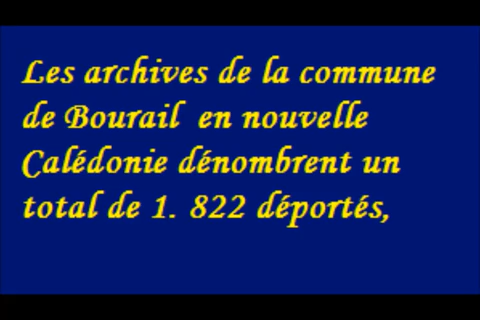 Les archives de la commune
de Bourail en nouvelle
Calédonie dénombrent un
total de 1. 822 déportés,